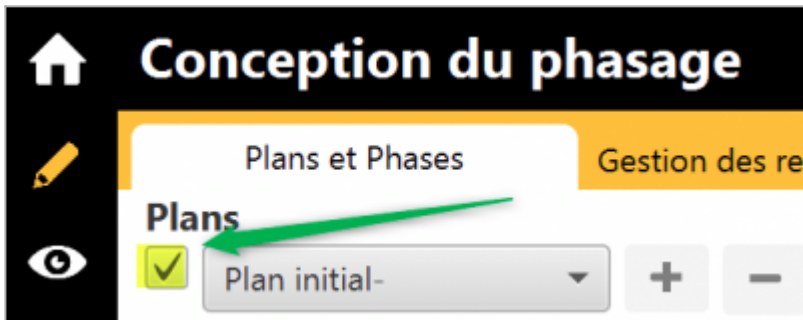 Conception du phasage
Plans et Phases
Gestion des re
Plans
Plan initial-